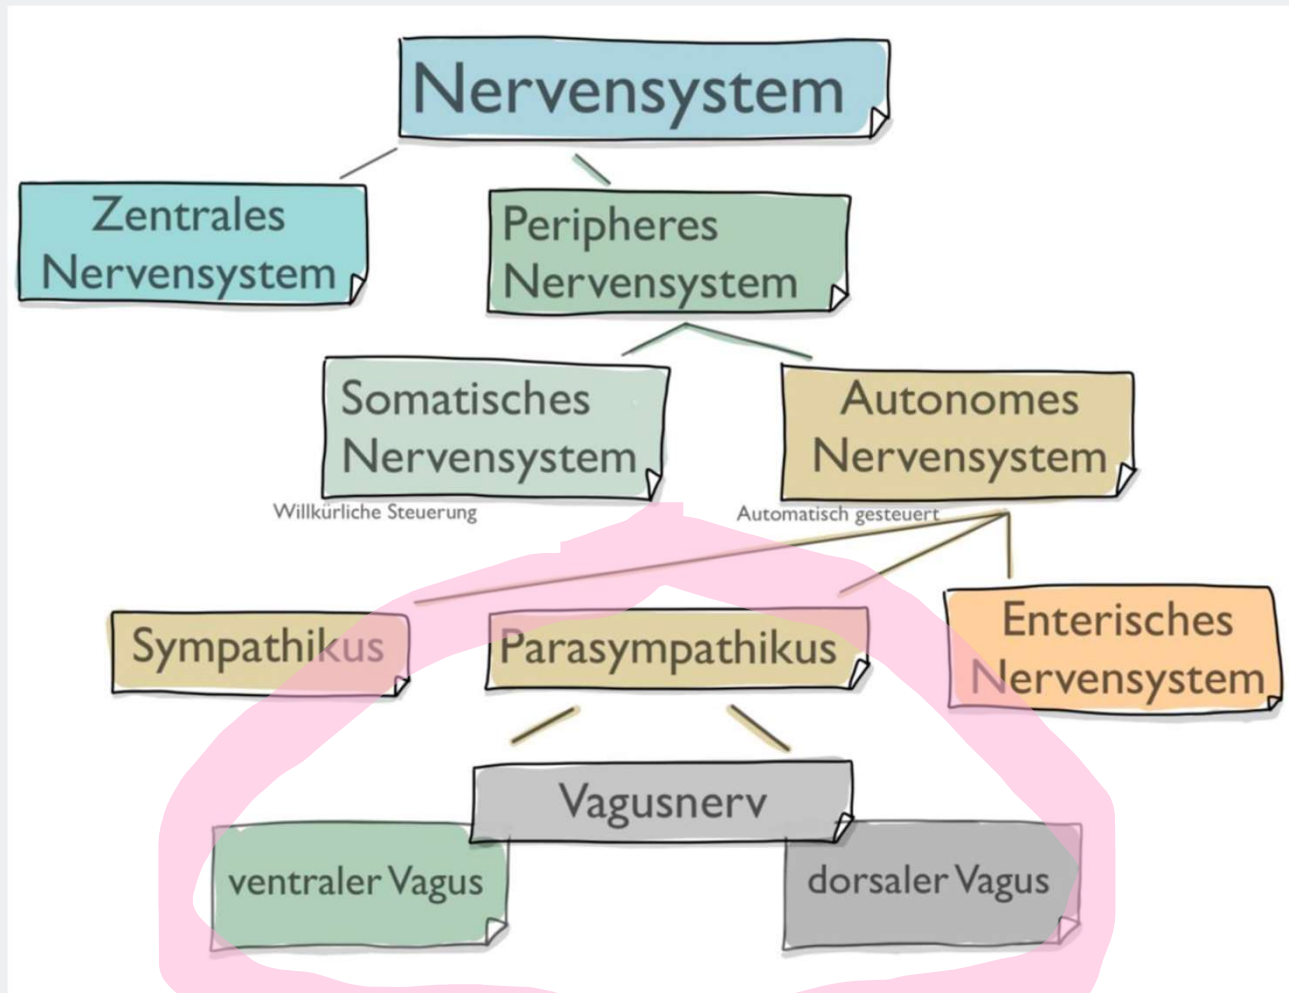 Nervensystem
Zentrales
Nervensystem
Peripheres
Nervensystem
Somatisches
Nervensystem
Willkürliche Steuerung
Autonomes
Nervensystem
Automatisch gesteuert
Sympathikus
Parasympathikus
Enterisches
Nervensystem
Vagusnerv
ventraler Vagus
dorsaler Vagus